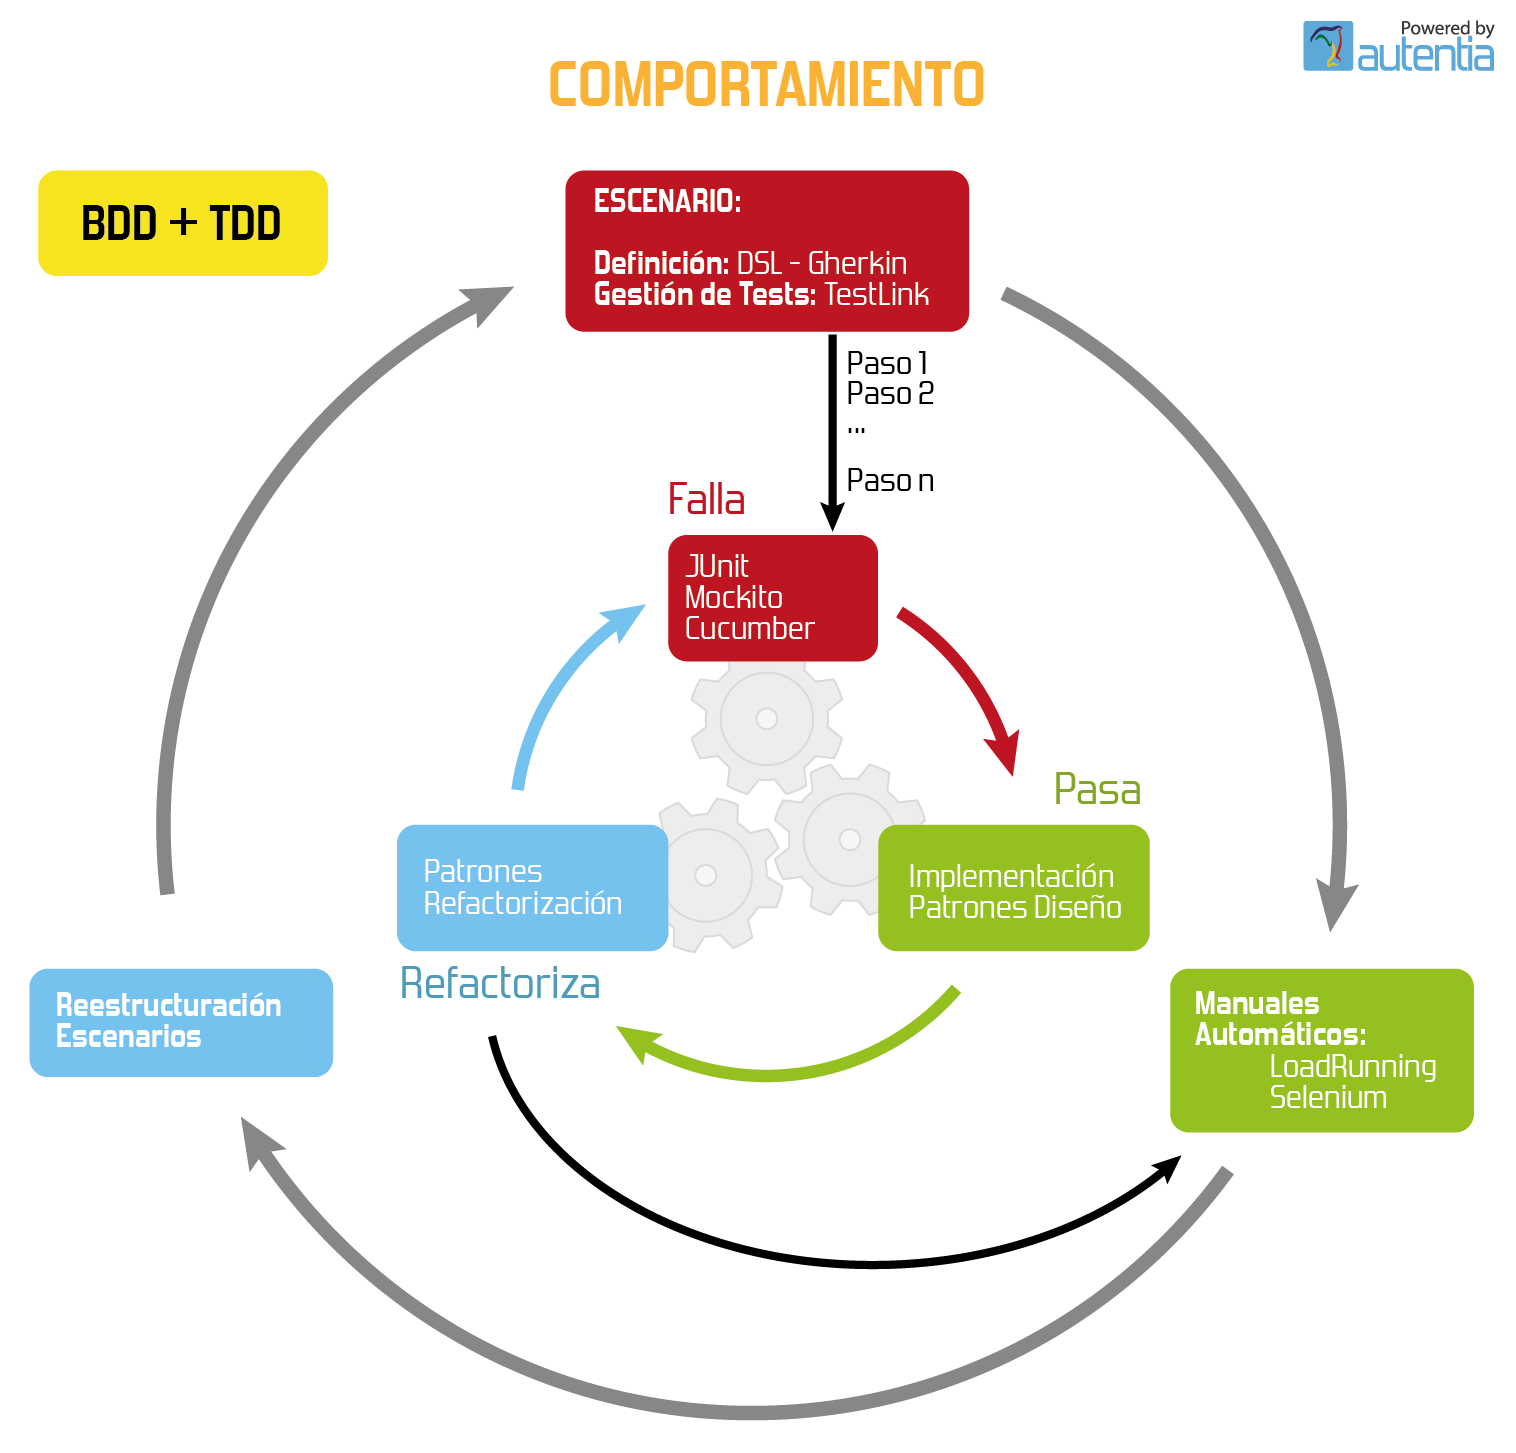 Powered by
autentia
COMPORTAMIENTO
BDD + TDD
ESCENARIO:
Definición: DSL - Gherkin
Gestión de Tests: TestLink
Paso 1
Paso 2
...
Paso n
Falla
JUnit
Mockito
Cucumber
Pasa
Patrones
Refactorización
Implementación
Patrones Diseño
Refactoriza
Reestructuración
Escenarios
Manuales
Automáticos:
LoadRunning
Selenium